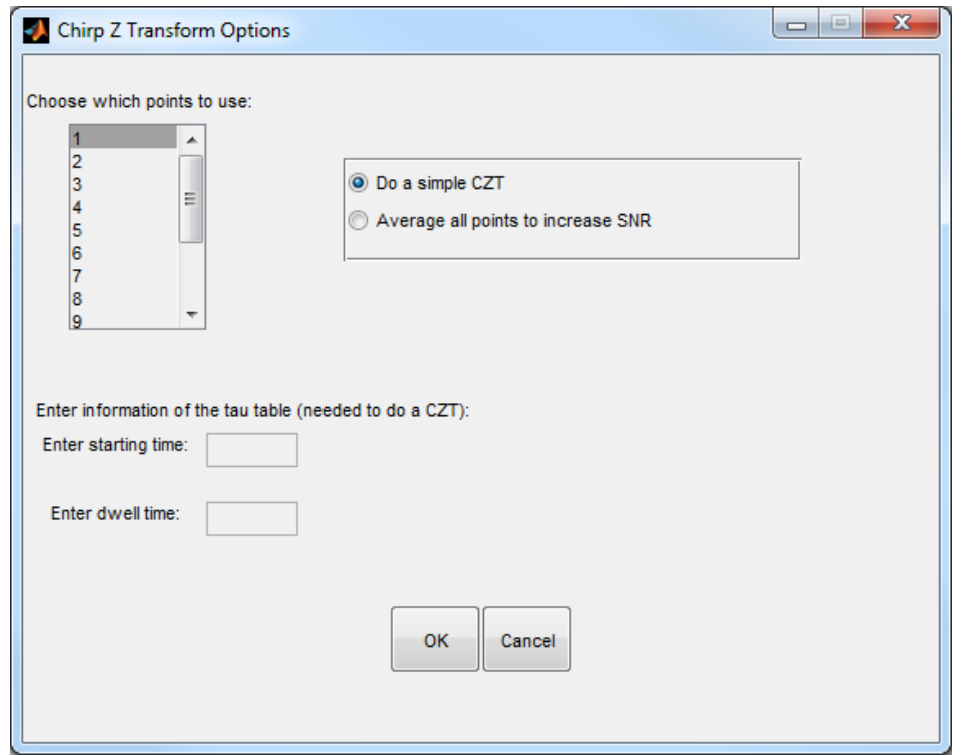 Chirp Z Transform Options
Choose which points to use:
1
2
3
4
5
6
7
8
9
Do a simple CZT
Average all points to increase SNR
Enter information of the tau table (needed to do a CZT):
Enter starting time:
Enter dwell time:
OK
Cancel